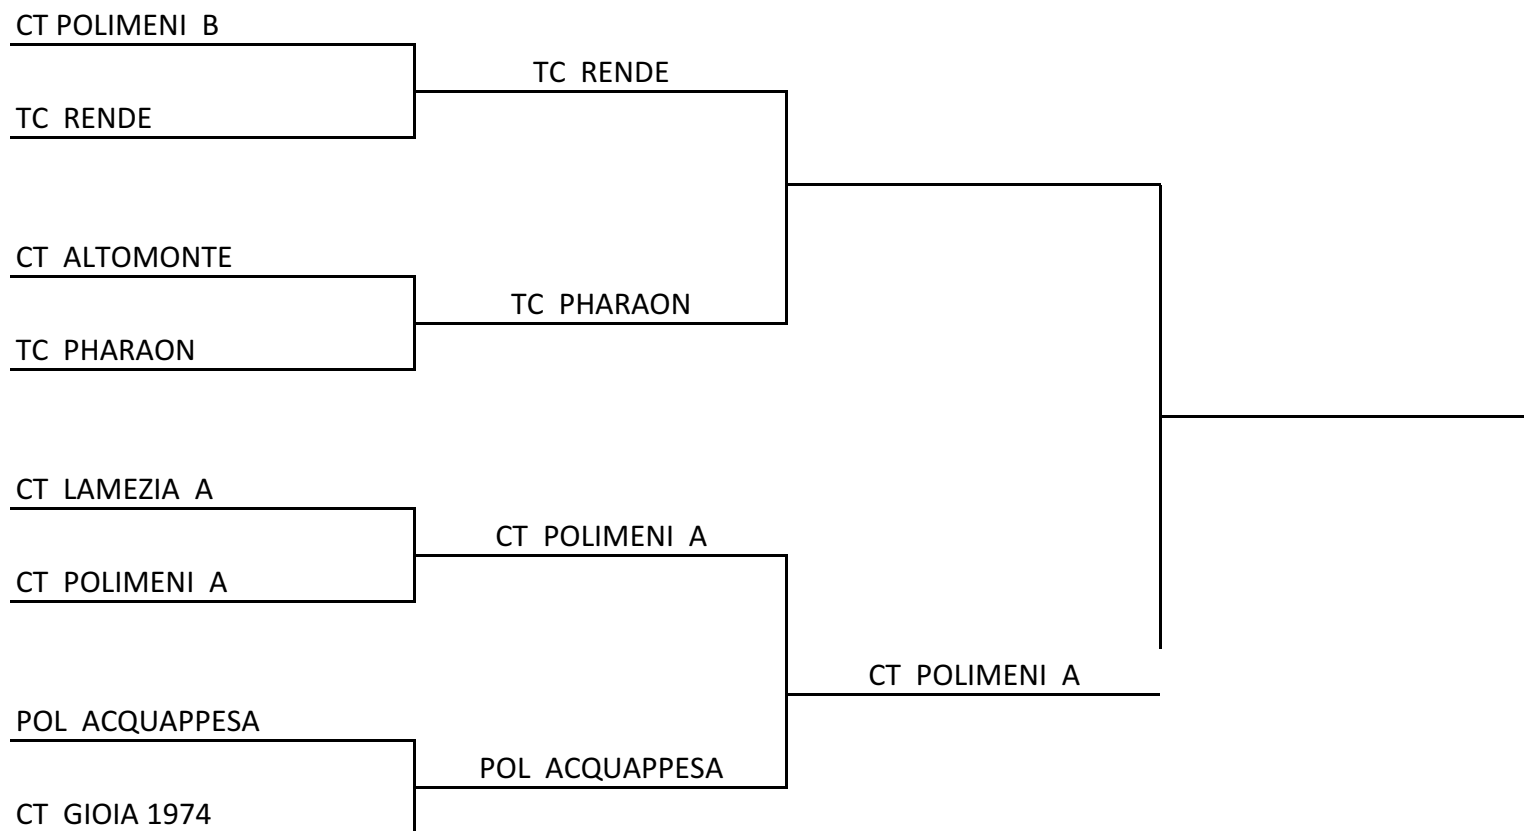 CT POLIMENI B
TC RENDE
TC RENDE
CT ALTOMONTE
TC PHARAON
TC PHARAON
CT LAMEZIA A
CT POLIMENI A
CT POLIMENI A
CT POLIMENI A
POL ACQUAPPESA
POL ACQUAPPESA
CT GIOIA 1974